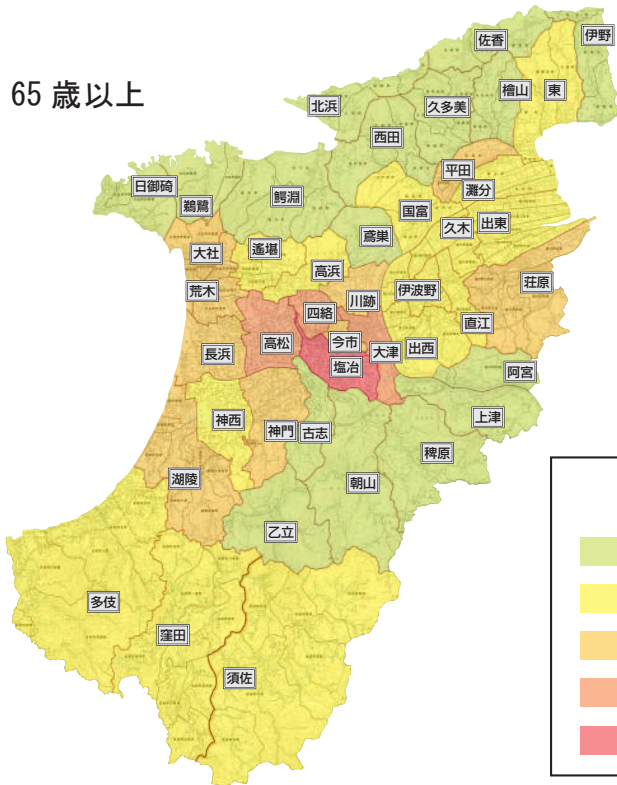 65 歳以上
佐香
伊野
北浜
久多美
檜山
東
西田
平田
日御碕
鵜鷺
鰐淵
灘分
国富
鳶巣
久木
出東
大社
遙堪
高浜
荘原
荒木
川跡
伊波野
四絡
直江
長浜
高松
今市
大津
出西
塩冶
阿宮
神西
神門
古志
上津
稗原
湖陵
朝山
乙立
多伎
窪田
須佐